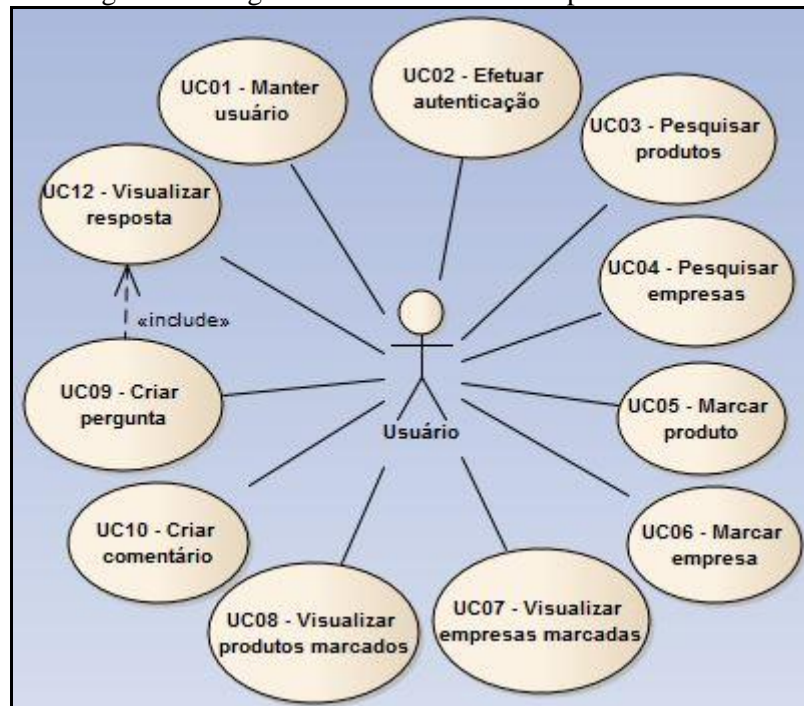 UC01 - Manter
usuário
UC02 - Efetuar
autenticação
UC03 - Pesquisar
produtos
UC12 - Visualizar
resposta
UC04 - Pesquisar
empresas
«include»
UC09 - Criar
pergunta
Usuário
UC05 - Marcar
produto
UC10 - Criar
comentário
UC06 - Marcar
empresa
UC08 - Visualizar
produtos marcados
UC07 - Visualizar
empresas marcadas